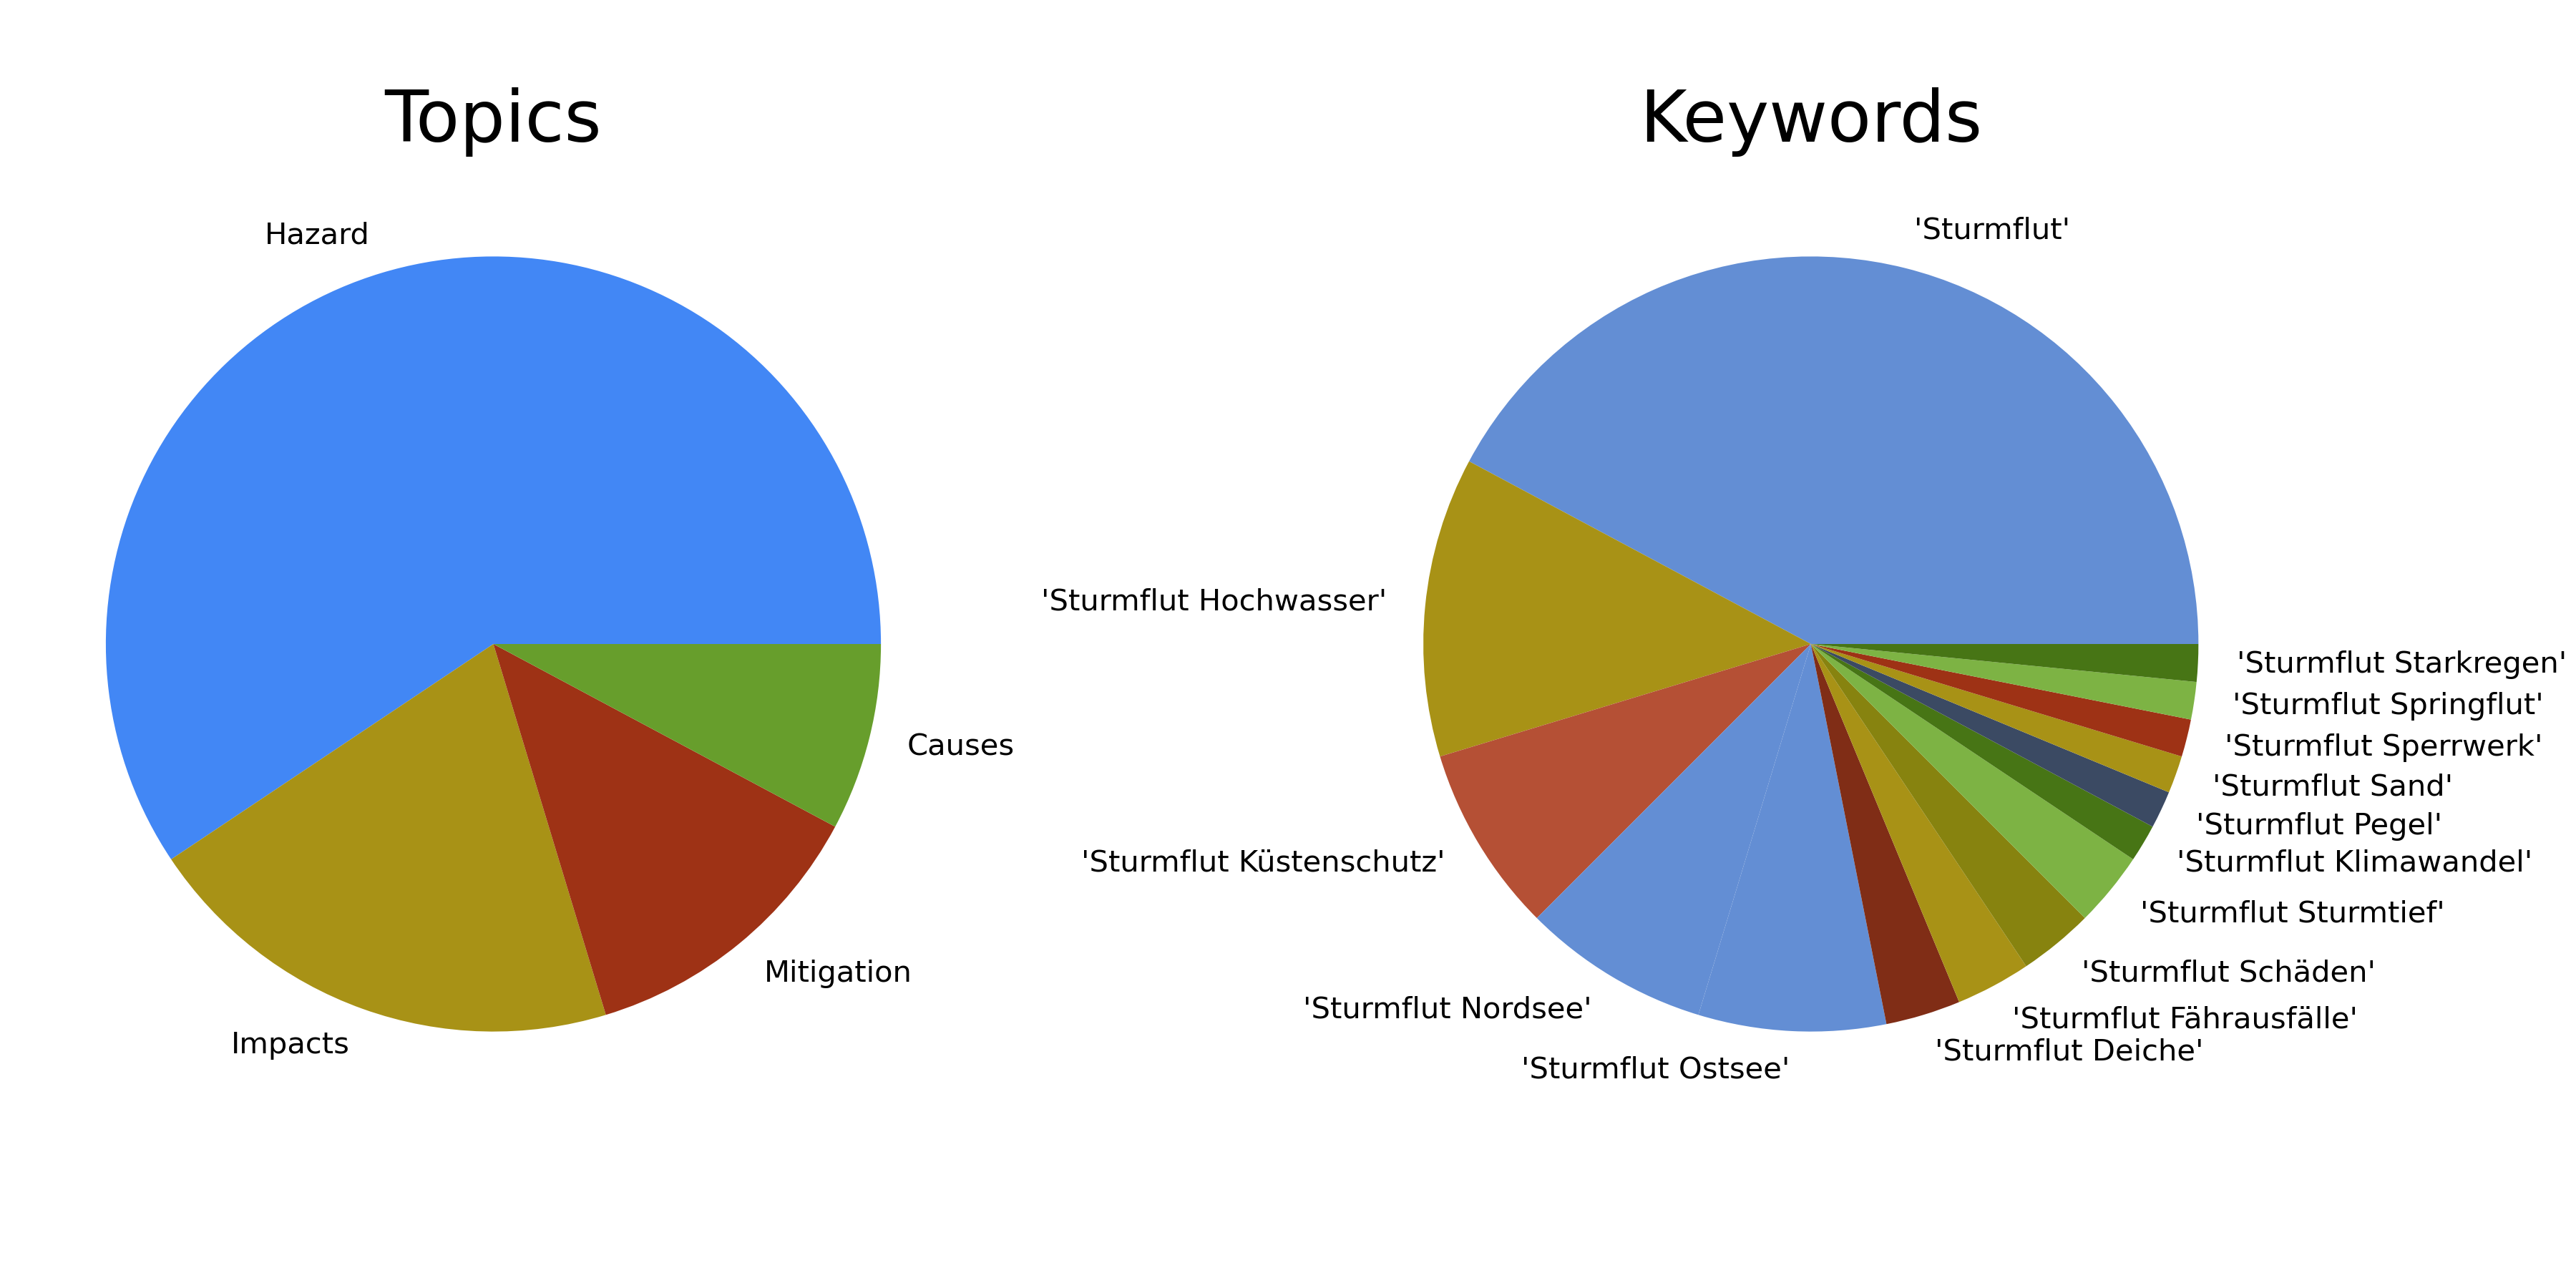 Topics
Hazard
Causes
Mitigation
Impacts
Keywords
'Sturmflut'
'Sturmflut Hochwasser'
'Sturmflut Küstenschutz'
'Sturmflut Nordsee'
'Sturmflut Ostsee'
'Sturmflut Deiche'
'Sturmflut Fährausfälle'
'Sturmflut Schäden'
'Sturmflut Sturmtief'
'Sturmflut Klimawandel'
'Sturmflut Pegel'
'Sturmflut Sand'
'Sturmflut Sperrwerk'
'Sturmflut Springflut'
'Sturmflut Starkregen'